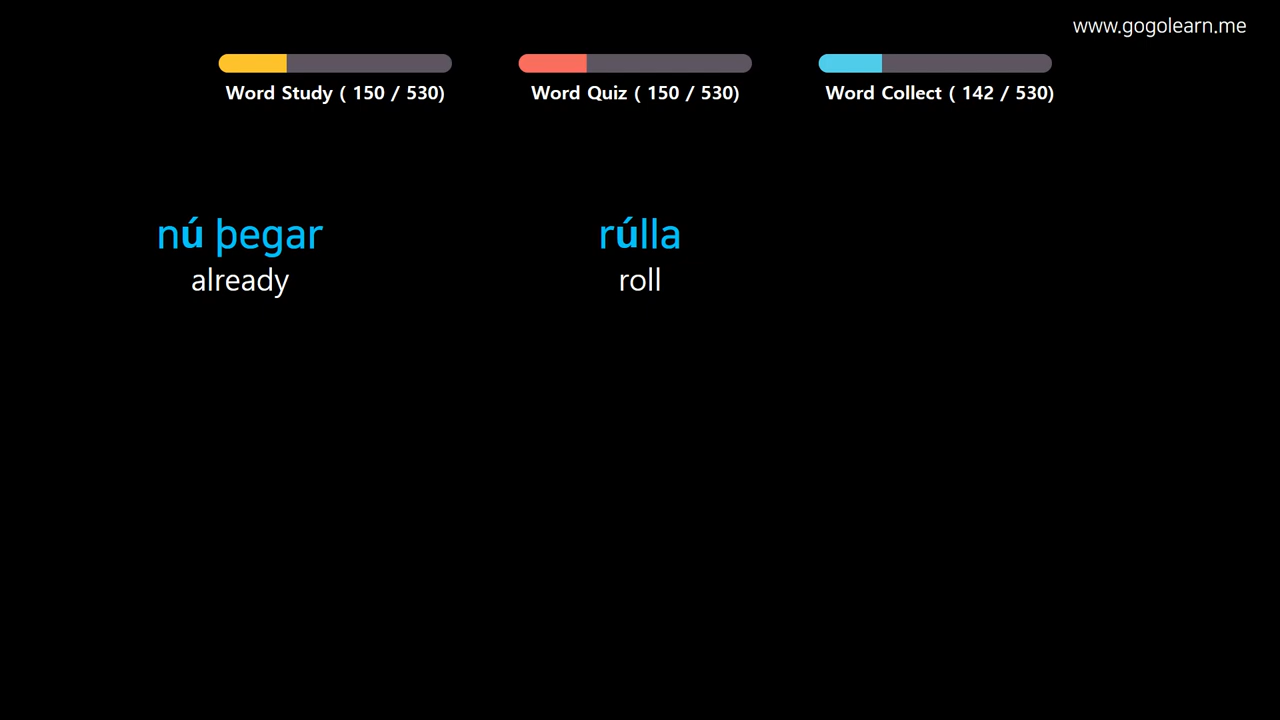 www.gogolearn.me
Word Study ( 150 / 530)
Word Quiz ( 150 / 530)
Word Collect ( 142 / 530)
nú þegar
already
rúlla
roll